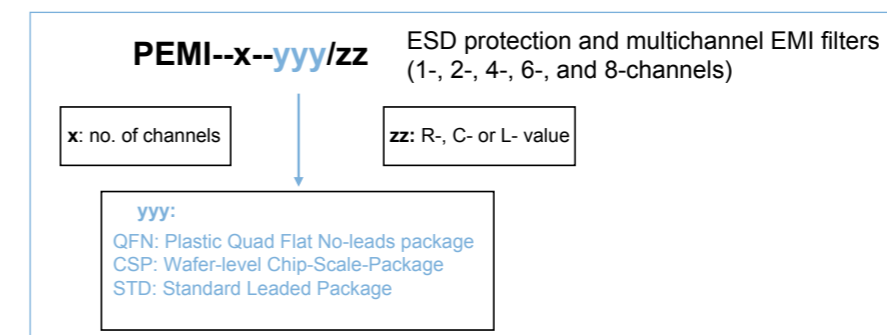 PEMI--x--yyy/zz
ESD protection and multichannel EMI filters
(1-, 2-, 4-, 6-, and 8-channels)
x: no. of channels
zz: R-, C- or L- value
yyy:
QFN: Plastic Quad Flat No-leads package
CSP: Wafer-level Chip-Scale-Package
STD: Standard Leaded Package